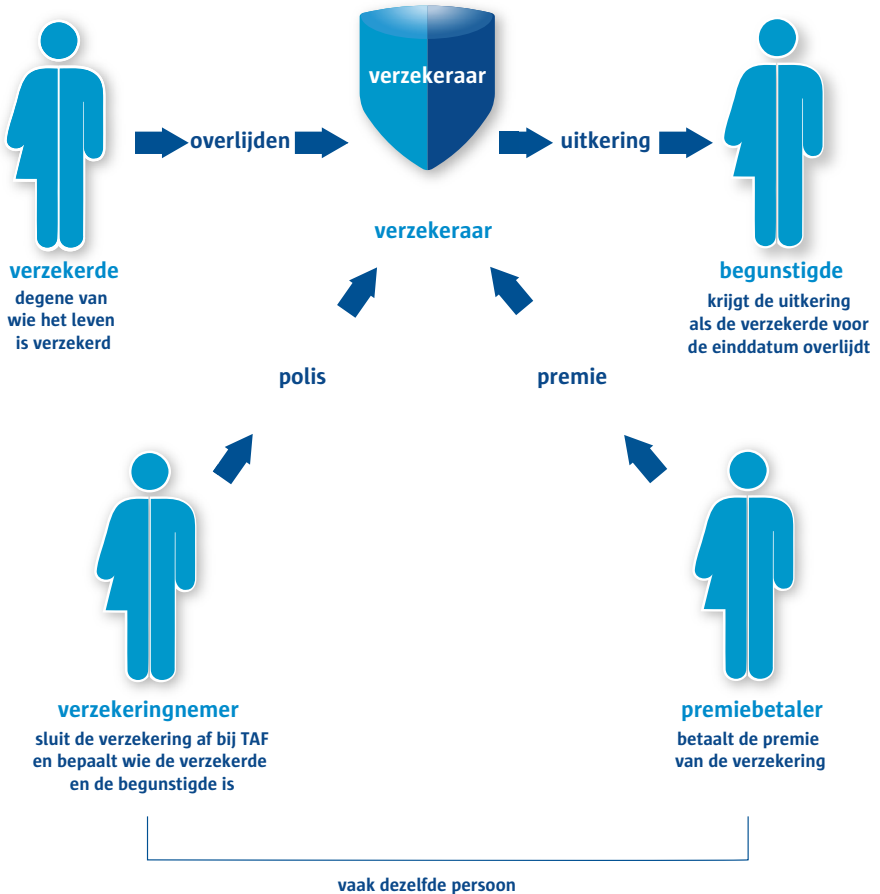 verzekeraar
overlijden
uitkering
verzekeraar
verzekerde
degene van
wie het leven
is verzekerd
begunstigde
krijgt de uitkering
als de verzekerde voor
de einddatum overlijdt
polis
premie
verzekeringnemer
sluit de verzekering af bij TAF
en bepaalt wie de verzekerde
en de begunstigde is
premiebetaler
betaalt de premie
van de verzekering
vaak dezelfde persoon